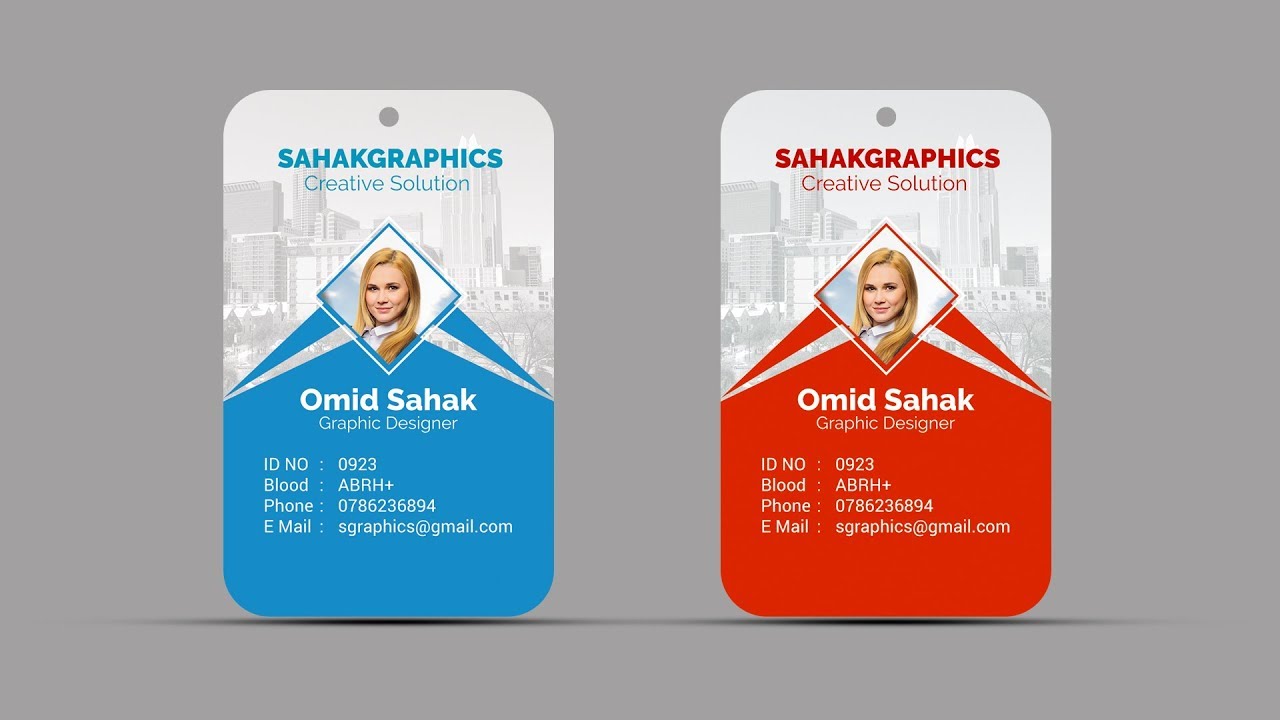 SAHAKGRAPHICS
Creative Solution
Omid Sahak
Graphic Designer
ID NO : 0923
Blood : ABRH+
Phone : 0786236894
E Mail : sgraphics@gmail.com
SAHAKGRAPHICS
Creative Solution
Omid Sahak
Graphic Designer
ID NO : 0923
Blood : ABRH+
Phone : 0786236894
E Mail : sgraphics@gmail.com